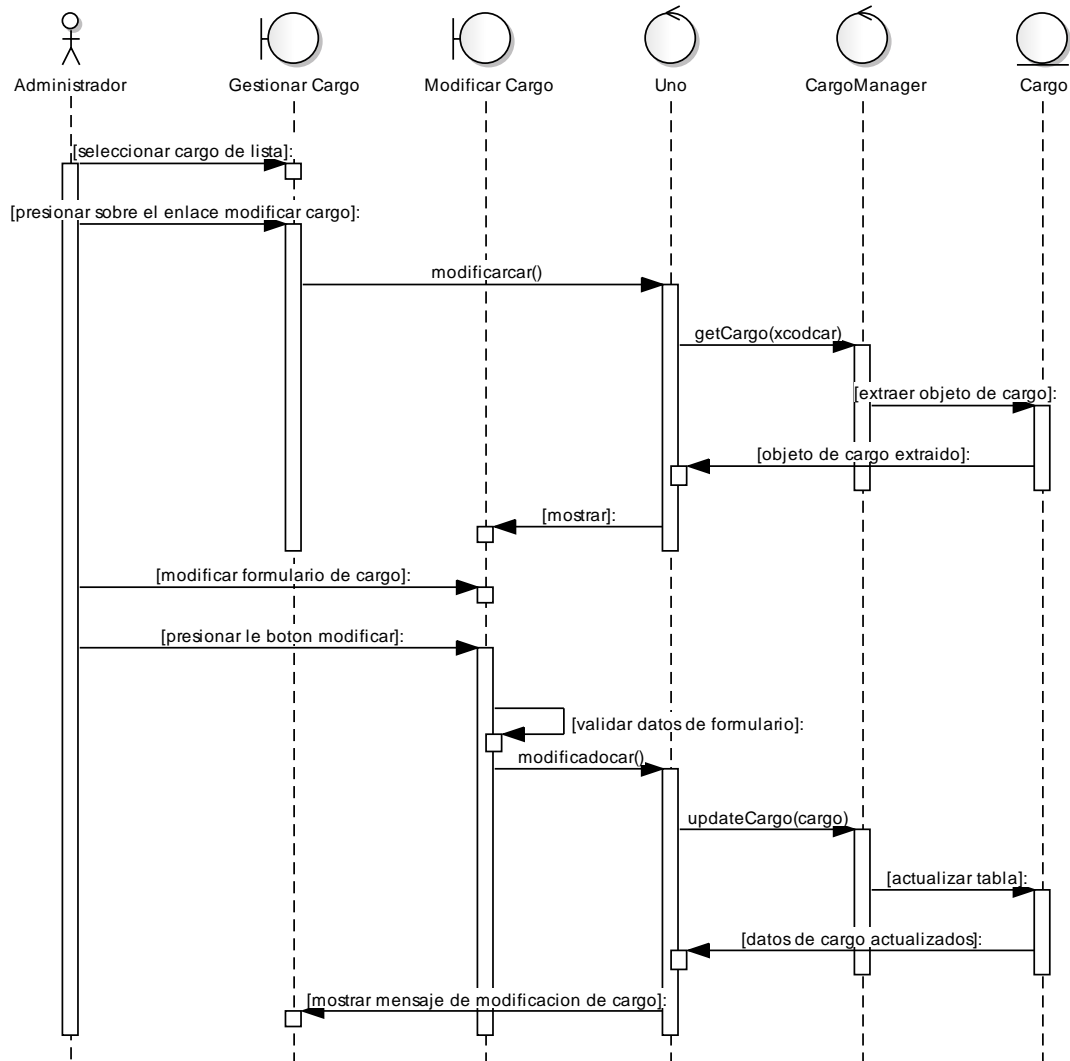 Administrador
Gestionar Cargo
Modificar Cargo
Uno
CargoManager
Cargo
[seleccionar cargo de lista]:
[presionar sobre el enlace modificar cargo]:
modificarcar()
getCargo(xcodcar)
[extraer objeto de cargo]:
[objeto de cargo extraido]:
[mostrar]:
[modificar formulario de cargo]:
[presionar le boton modificar]:
[validar datos de formulario]:
modificadocar()
updateCargo(cargo)
[actualizar tabla]:
[datos de cargo actualizados]:
[mostrar mensaje de modificacion de cargo]: